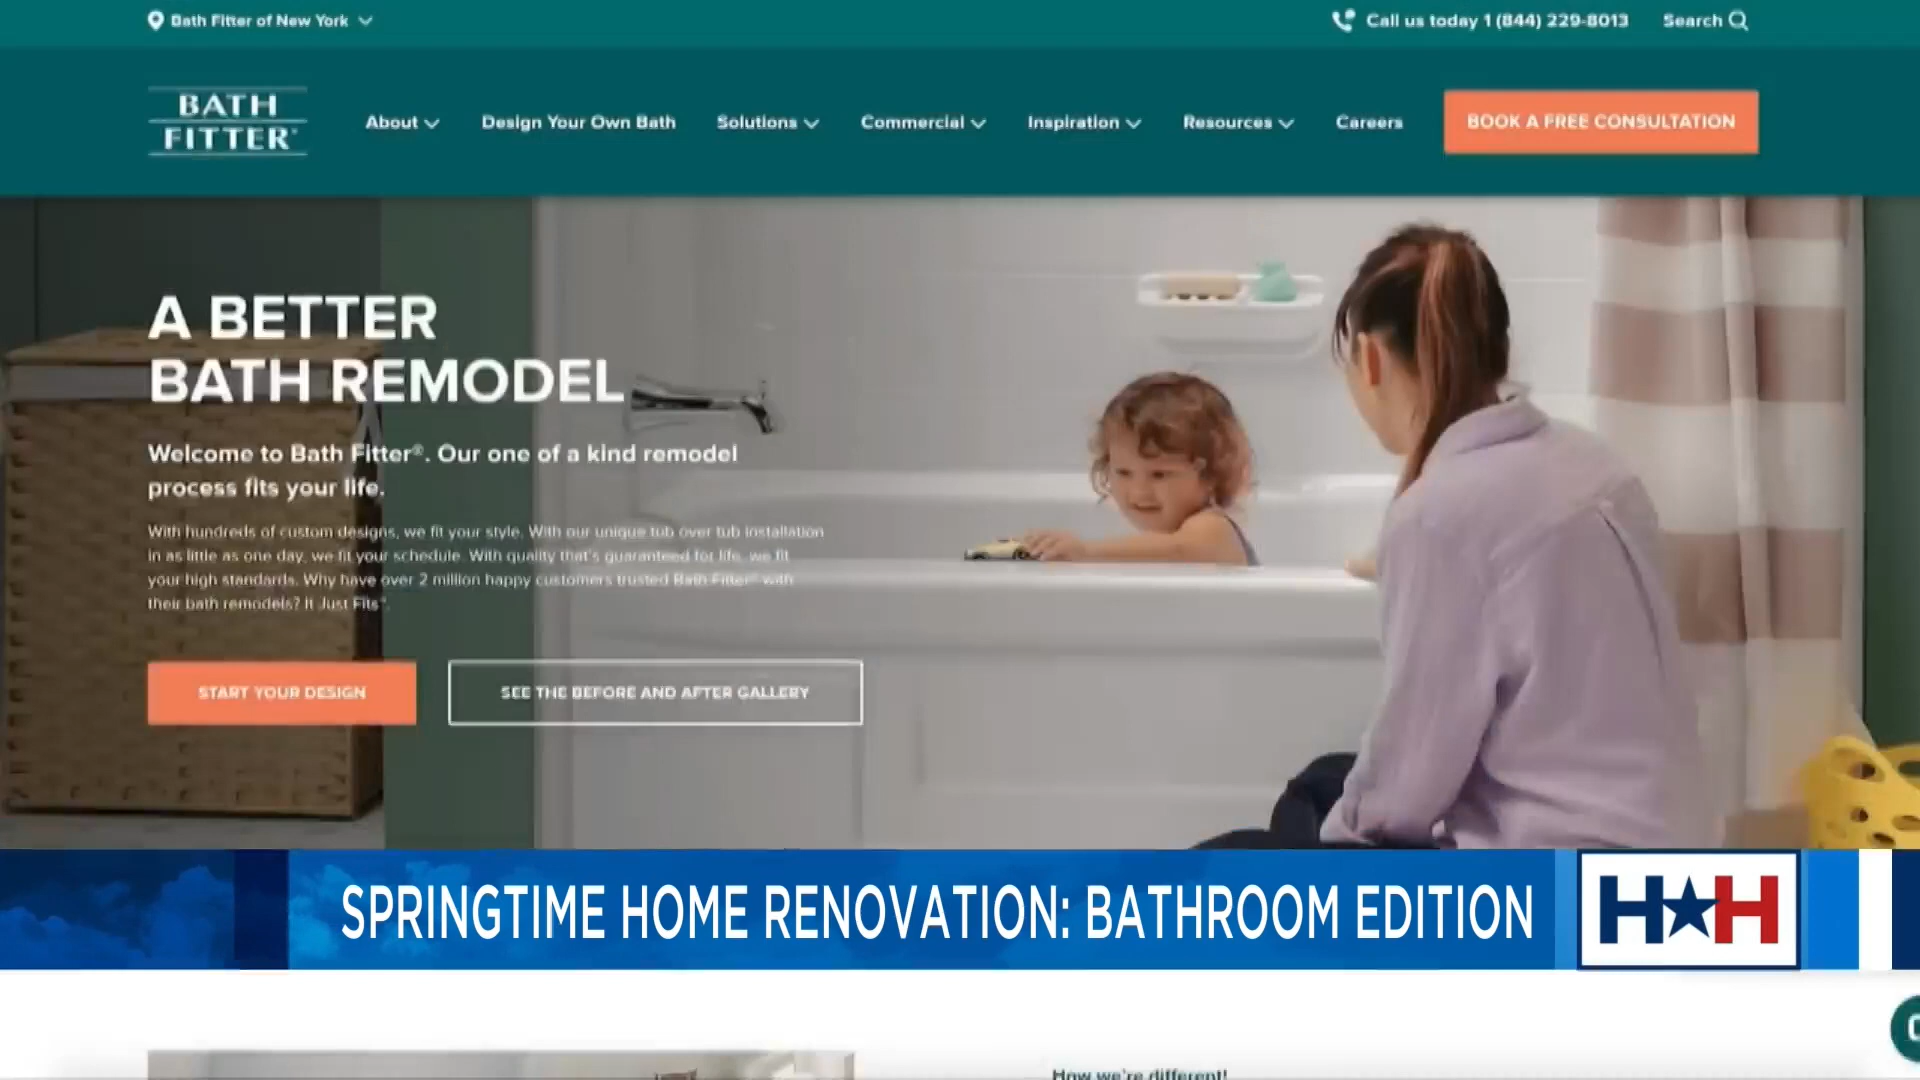 Bath Fitter of New York
Call us today 1 (844) 229-8013
Search
BATH
FITTER®
About
Design Your Own Bath
Solutions
Commercial
Inspiration
Resources
Careers
BOOK A FREE CONSULTATION
A BETTER
BATH REMODEL
Welcome to Bath Fitter®. Our one of a kind remodel
process fits your life.
With hundreds of custom designs, we fit your style. With our unique tub over tub installation
in as little as one day, we fit your schedule. With quality that's guaranteed for life, we fit
your high standards. Why have over 2 million happy customers trusted Bath Fitter® with
their bath remodels? It Just Fits
START YOUR DESIGN
SEE THE BEFORE AND AFTER GALLERY
SPRINGTIME HOME RENOVATION: BATHROOM EDITION
H★H
How we're different!